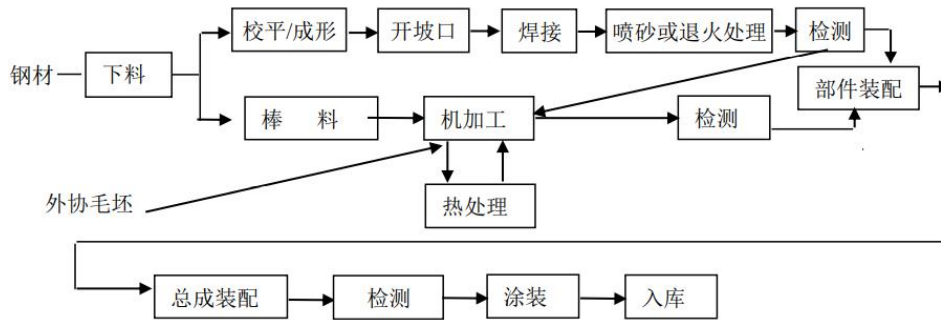 校平/成形
开坡口
焊接
喷砂或退火处理
检测
钢材
下料
部件装配
棒 料
机加工
检测
外协毛坯
热处理
总成装配
检测
涂装
入库